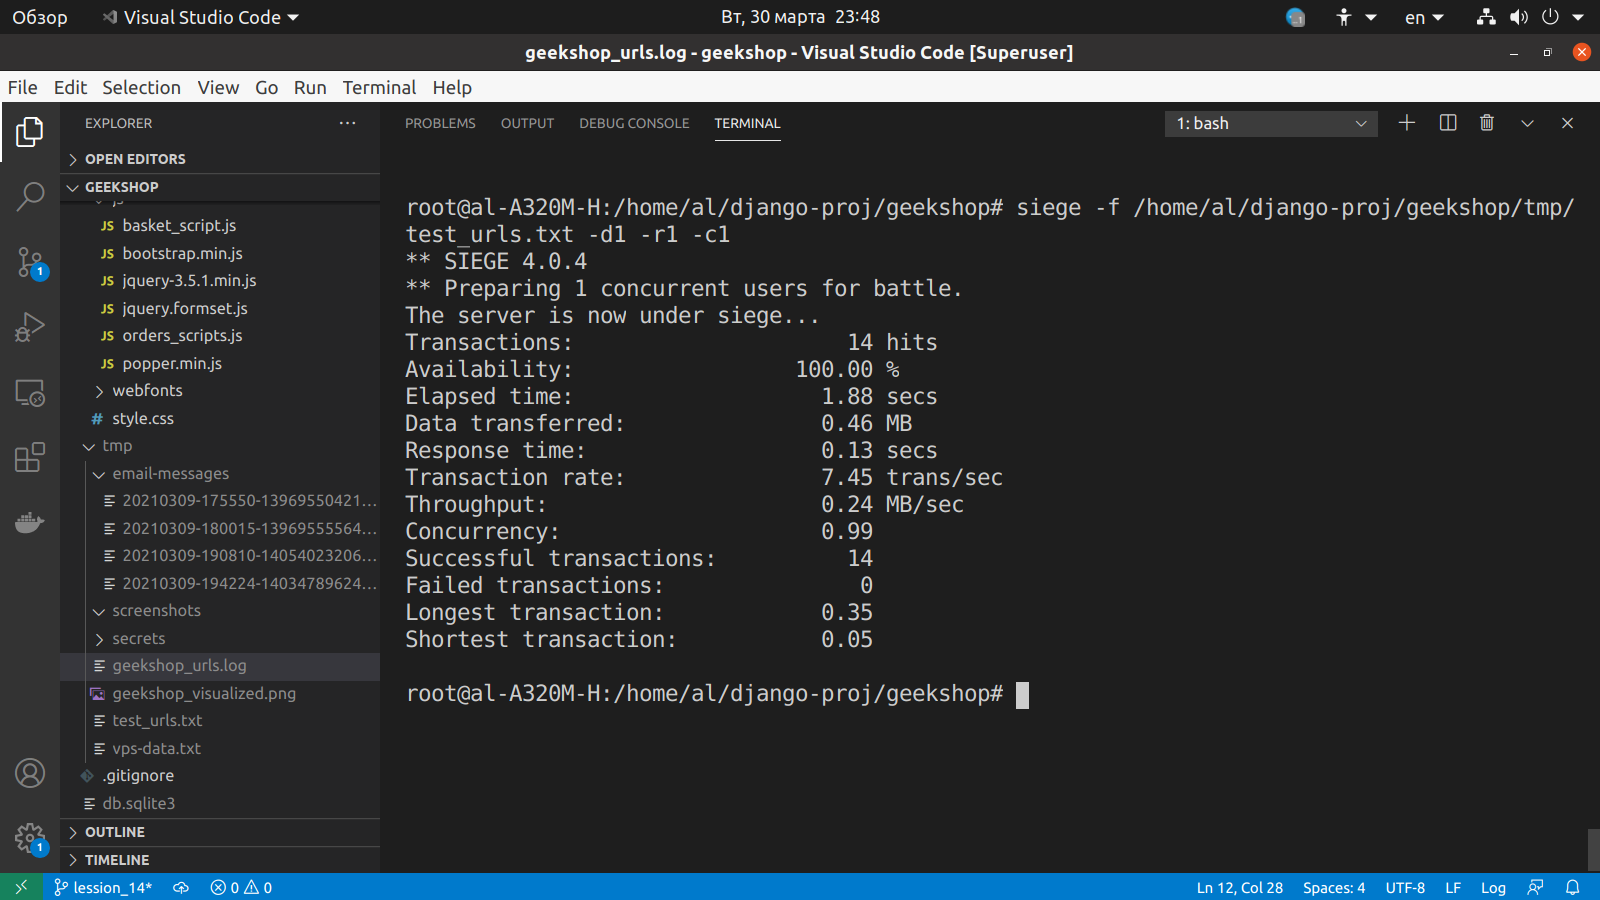 Обзор
Visual Studio Code
Вт, 30 марта 23:48
en
geekshop_urls.log - geekshop - Visual Studio Code [Superuser]
File Edit Selection View Go Run Terminal Help
EXPLORER
OPEN EDITORS
GEEKSHOP
js
JS basket_script.js
JS bootstrap.min.js
JS jquery-3.5.1.min.js
JS jquery.formset.js
JS orders_scripts.js
JS popper.min.js
webfonts
# style.css
tmp
email-messages
20210309-175550-13969550421...
20210309-180015-13969555564...
20210309-190810-14054023206...
20210309-194224-14034789624...
screenshots
secrets
geekshop_urls.log
geekshop_visualized.png
test_urls.txt
vps-data.txt
.gitignore
db.sqlite3
OUTLINE
TIMELINE
1
1
PROBLEMS OUTPUT DEBUG CONSOLE TERMINAL
1: bash
root@al-A320M-H:/home/al/django-proj/geekshop# siege -f /home/al/django-proj/geekshop/tmp/
test_urls.txt -d1 -r1 -c1
** SIEGE 4.0.4
** Preparing 1 concurrent users for battle.
The server is now under siege...
Transactions: 14 hits
Availability: 100.00 %
Elapsed time: 1.88 secs
Data transferred: 0.46 MB
Response time: 0.13 secs
Transaction rate: 7.45 trans/sec
Throughput: 0.24 MB/sec
Concurrency: 0.99
Successful transactions: 14
Failed transactions: 0
Longest transaction: 0.35
Shortest transaction: 0.05
root@al-A320M-H:/home/al/django-proj/geekshop#
lession_14* 0 0
Ln 12, Col 28 Spaces: 4 UTF-8 LF Log